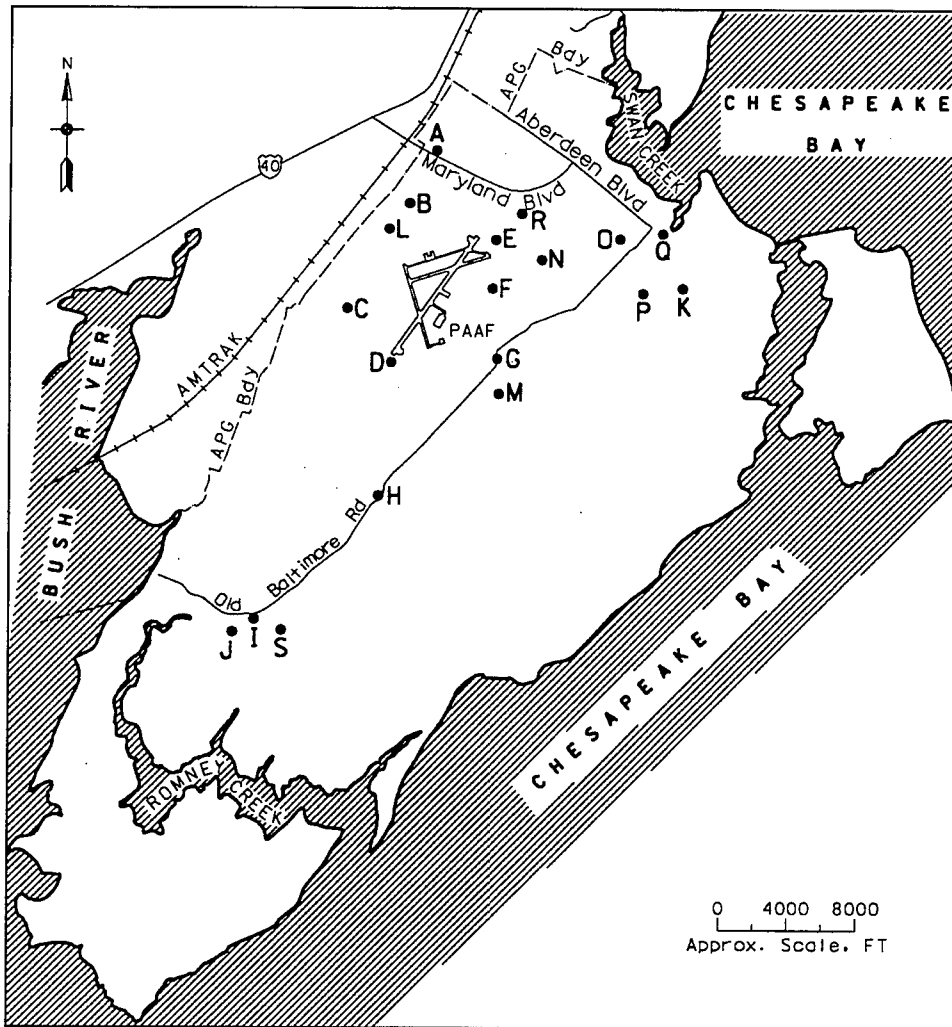 N
40
APG Bdy
SWAN CREEK
CHESAPEAKE
BAY
Aberdeen Blvd
A
Maryland Blvd
B
R
L
E
O
Q
N
F
P
K
C
PAAF
AMTRAK
D
G
M
APG Bdy
BUSH RIVER
H
Old Baltimore Rd
J
I
S
CHESAPEAKE BAY
ROMNEY CREEK
0 4000 8000
Approx. Scale, FT